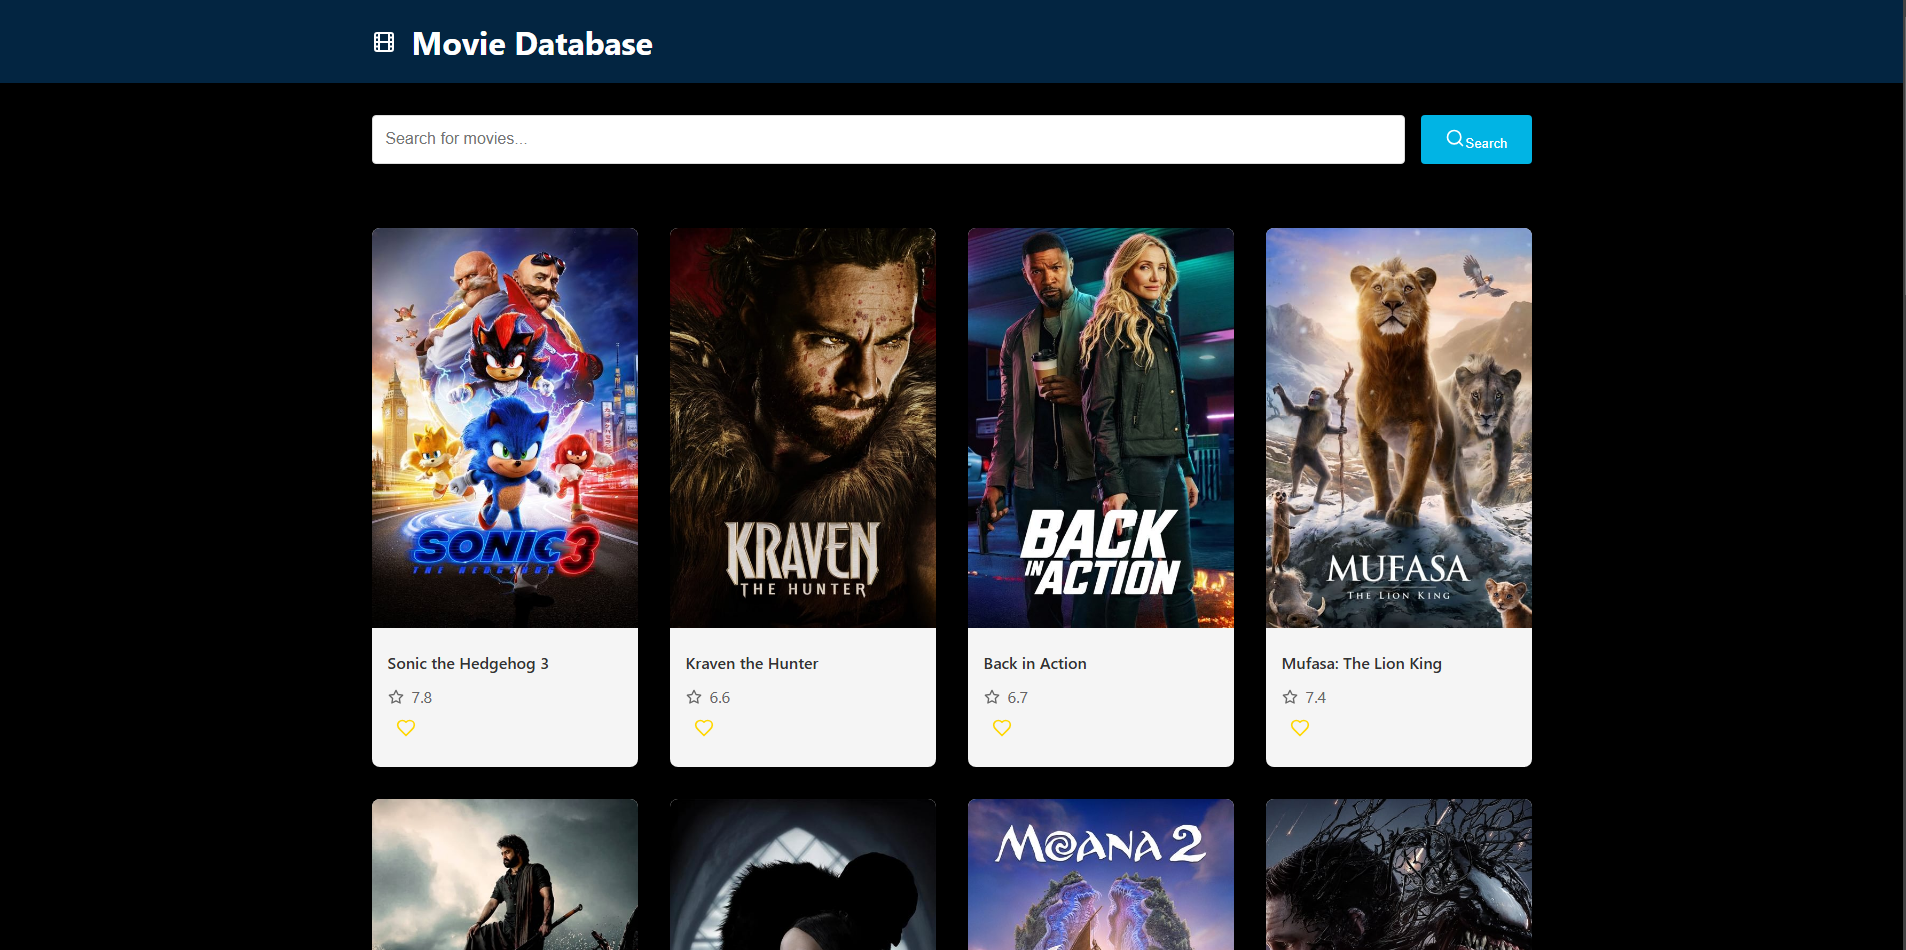 Movie Database
Search for movies...
Search
SONIC 3
THE HEDGEHOG
KRAVEN
THE HUNTER
BACK
IN ACTION
MUFASA
THE LION KING
Sonic the Hedgehog 3
7.8
Kraven the Hunter
6.6
Back in Action
6.7
Mufasa: The Lion King
7.4
MOANA 2